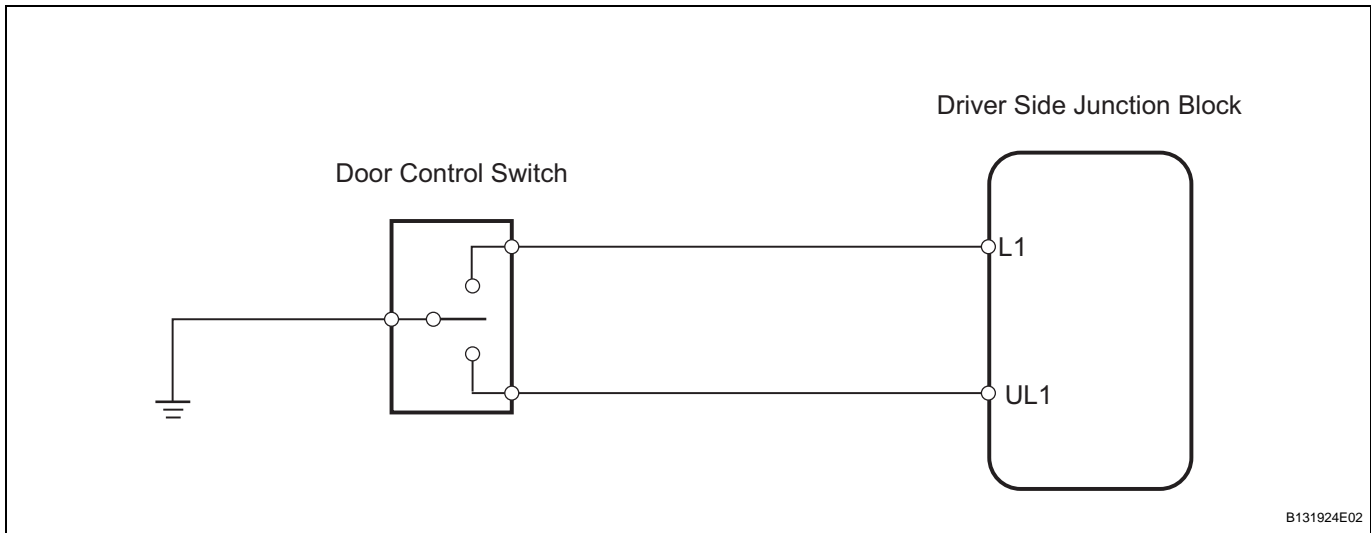 Driver Side Junction Block
Door Control Switch
L1
UL1
B131924E02